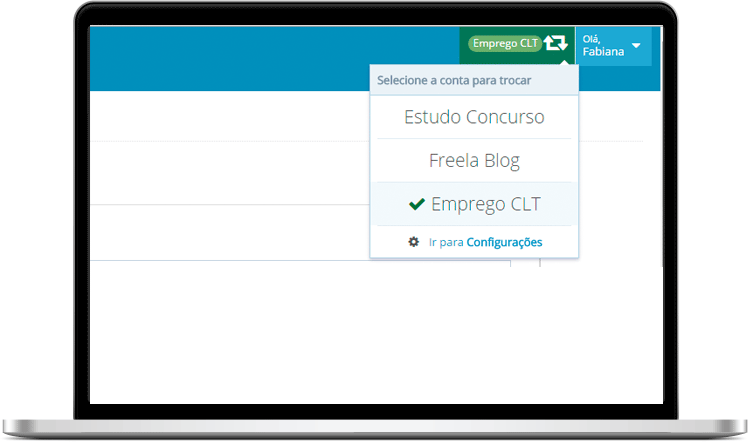 Emprego CLT
Olá,
Fabiana
Selecione a conta para trocar
Estudo Concurso
Freela Blog
Emprego CLT
Ir para Configurações